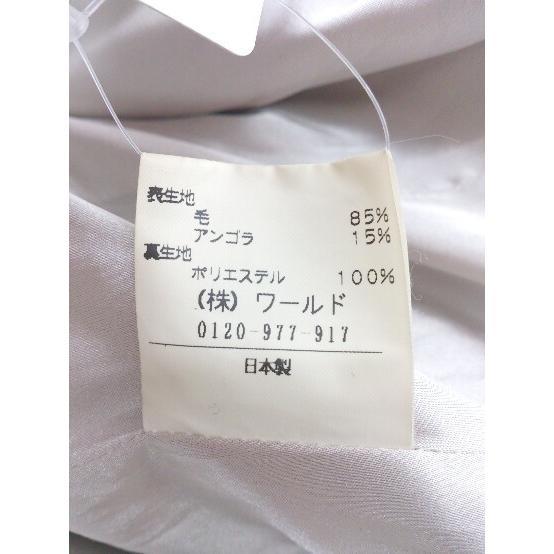 表生地
毛 85%
アンゴラ 15%
裏生地
ポリエステル 100%
(株) ワールド
0120-977-917
日本製